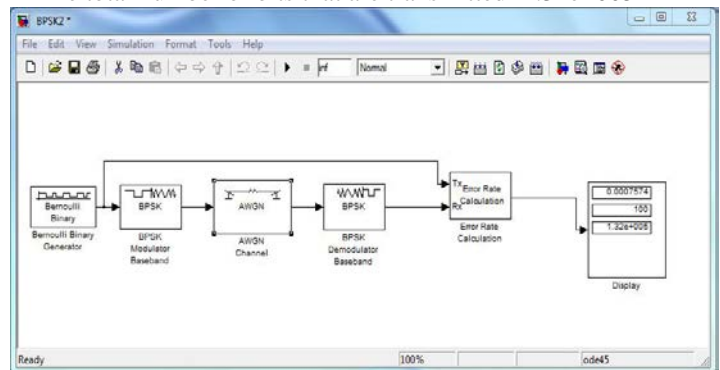 BPSK2 *
File Edit View Simulation Format Tools Help
inf Normal
Bernoulli
Binary
Bernoulli Binary
Generator
BPSK
BPSK
Modulator
Baseband
AWGN
AWGN
Channel
BPSK
BPSK
Demodulator
Baseband
Tx
Rx
Error Rate
Calculation
Error Rate
Calculation
0.0007574
100
1.32e+005
Display
Ready 100% ode45